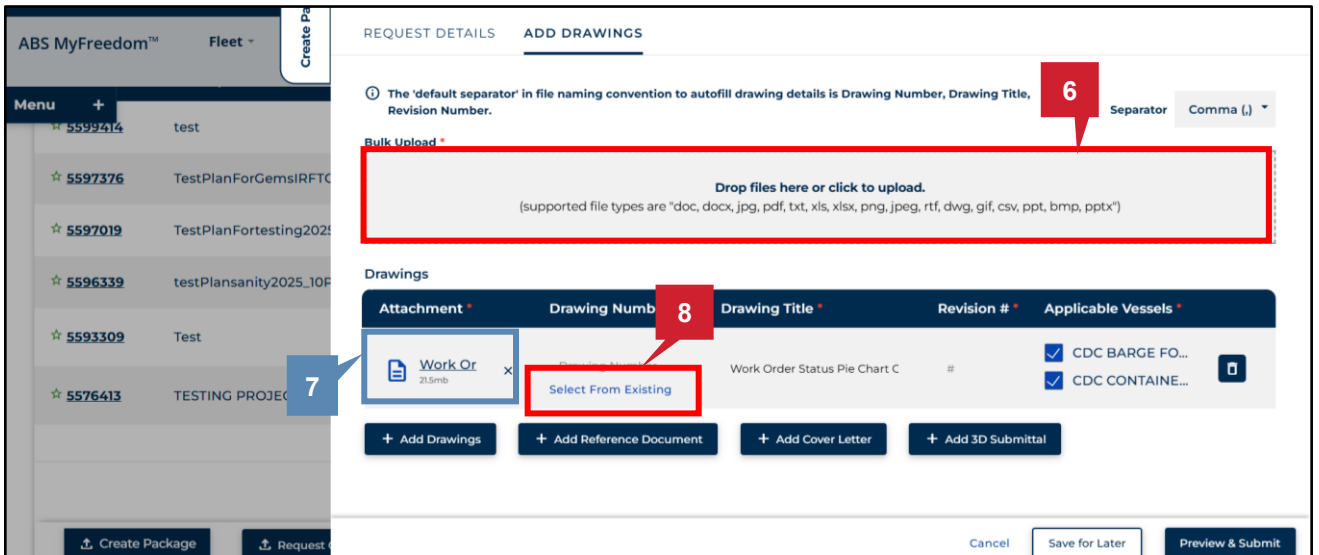 ABS MyFreedom™
Fleet
Create Pa
Menu +
5599414 test
5597376 TestPlanForGemsIRFTC
5597019 TestPlanFortesting2025
5596339 testPlansanity2025_10P
5593309 Test
5576413 TESTING PROJEC
Create Package
Request
REQUEST DETAILS ADD DRAWINGS
The 'default separator' in file naming convention to autofill drawing details is Drawing Number, Drawing Title,
Revision Number.
6
Separator Comma (,)
Bulk Upload *
Drop files here or click to upload.
(supported file types are "doc, docx, jpg, pdf, txt, xls, xlsx, png, jpeg, rtf, dwg, gif, csv, ppt, bmp, pptx")
Drawings
Attachment * Drawing Numb 8 Drawing Title * Revision # * Applicable Vessels *
7
Work Or ×
21.5mb
Drawing Number
Select From Existing
Work Order Status Pie Chart C
#
CDC BARGE FO...
CDC CONTAINE...
+ Add Drawings + Add Reference Document + Add Cover Letter + Add 3D Submittal
Cancel Save for Later Preview & Submit